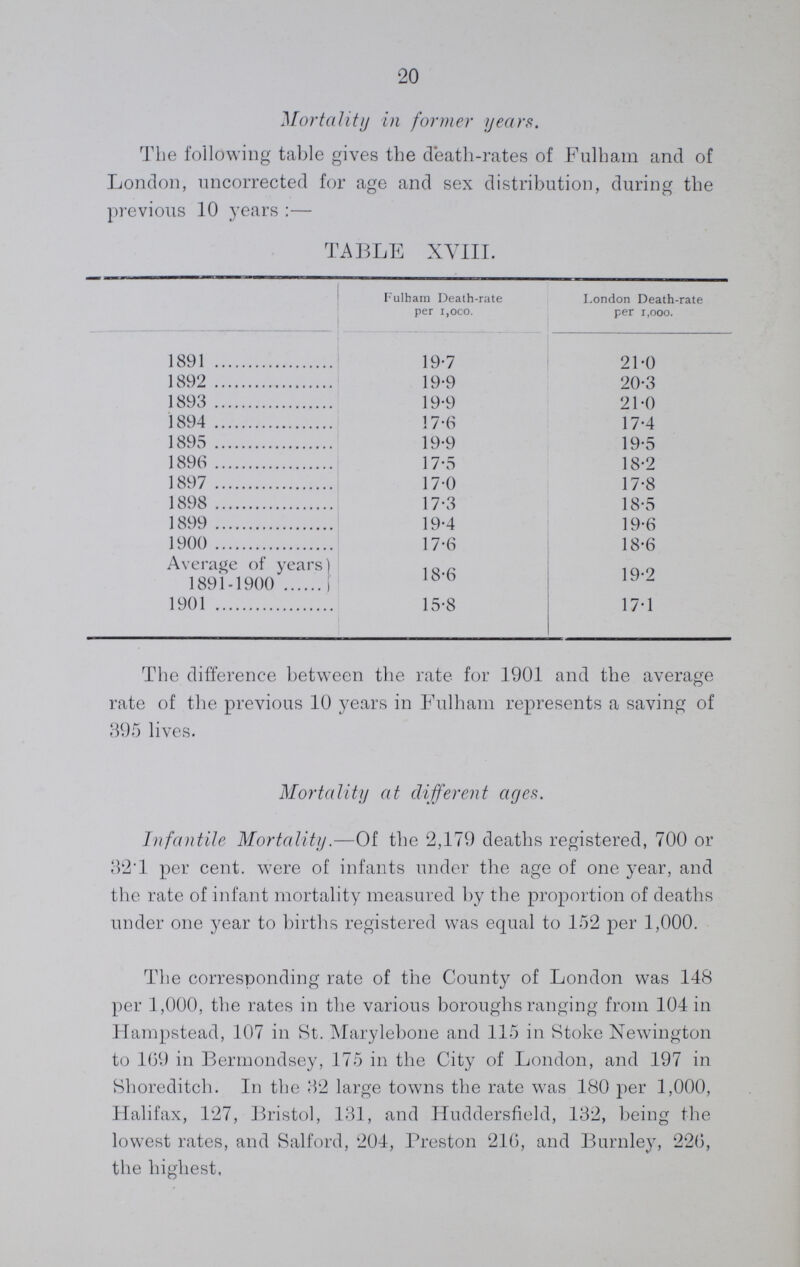 20
Mortality in former years.
The following table gives the death-rates of Fulham and of
London, uncorrected for age and sex distribution, during the
previous 10 years :—
TABLE XVIII.
Fulham Death-rate per 1,000. London Death-rate per 1,000.
1891 .................. 19·7 21·0
1892 .................. 19·9 20·3
1893 .................. 19·9 21·0
1894 .................. 17·6 17·4
1895 .................. 19·9 19·5
1896 .................. 17·5 18·2
1897 .................. 17·0 17·8
1898 .................. 17·3 18·5
1899 .................. 19·4 19·6
1900 .................. 17·6 18·6
Average of years 1891-1900 ...... 18·6 19·2
1901 .................. 15·8 17·1
The difference between the rate for 1901 and the average
rate of the previous 10 years in Fulham represents a saving of
395 lives.
Mortality at different ages.
Infantile Mortality.—Of the 2,179 deaths registered, 700 or
32·1 per cent. were of infants under the age of one year, and
the rate of infant mortality measured by the proportion of deaths
under one year to births registered was equal to 152 per 1,000.
The corresponding rate of the County of London was 148
per 1,000, the rates in the various boroughs ranging from 104 in
Hampstead, 107 in St. Marylebone and 115 in Stoke Newington
to 169 in Bermondsey, 175 in the City of London, and 197 in
Shoreditch. In the 32 large towns the rate was 180 per 1,000,
Halifax, 127, Bristol, 131, and Huddersfield, 132, being the
lowest rates, and Salford, 204, Preston 216, and Burnley, 226,
the highest.